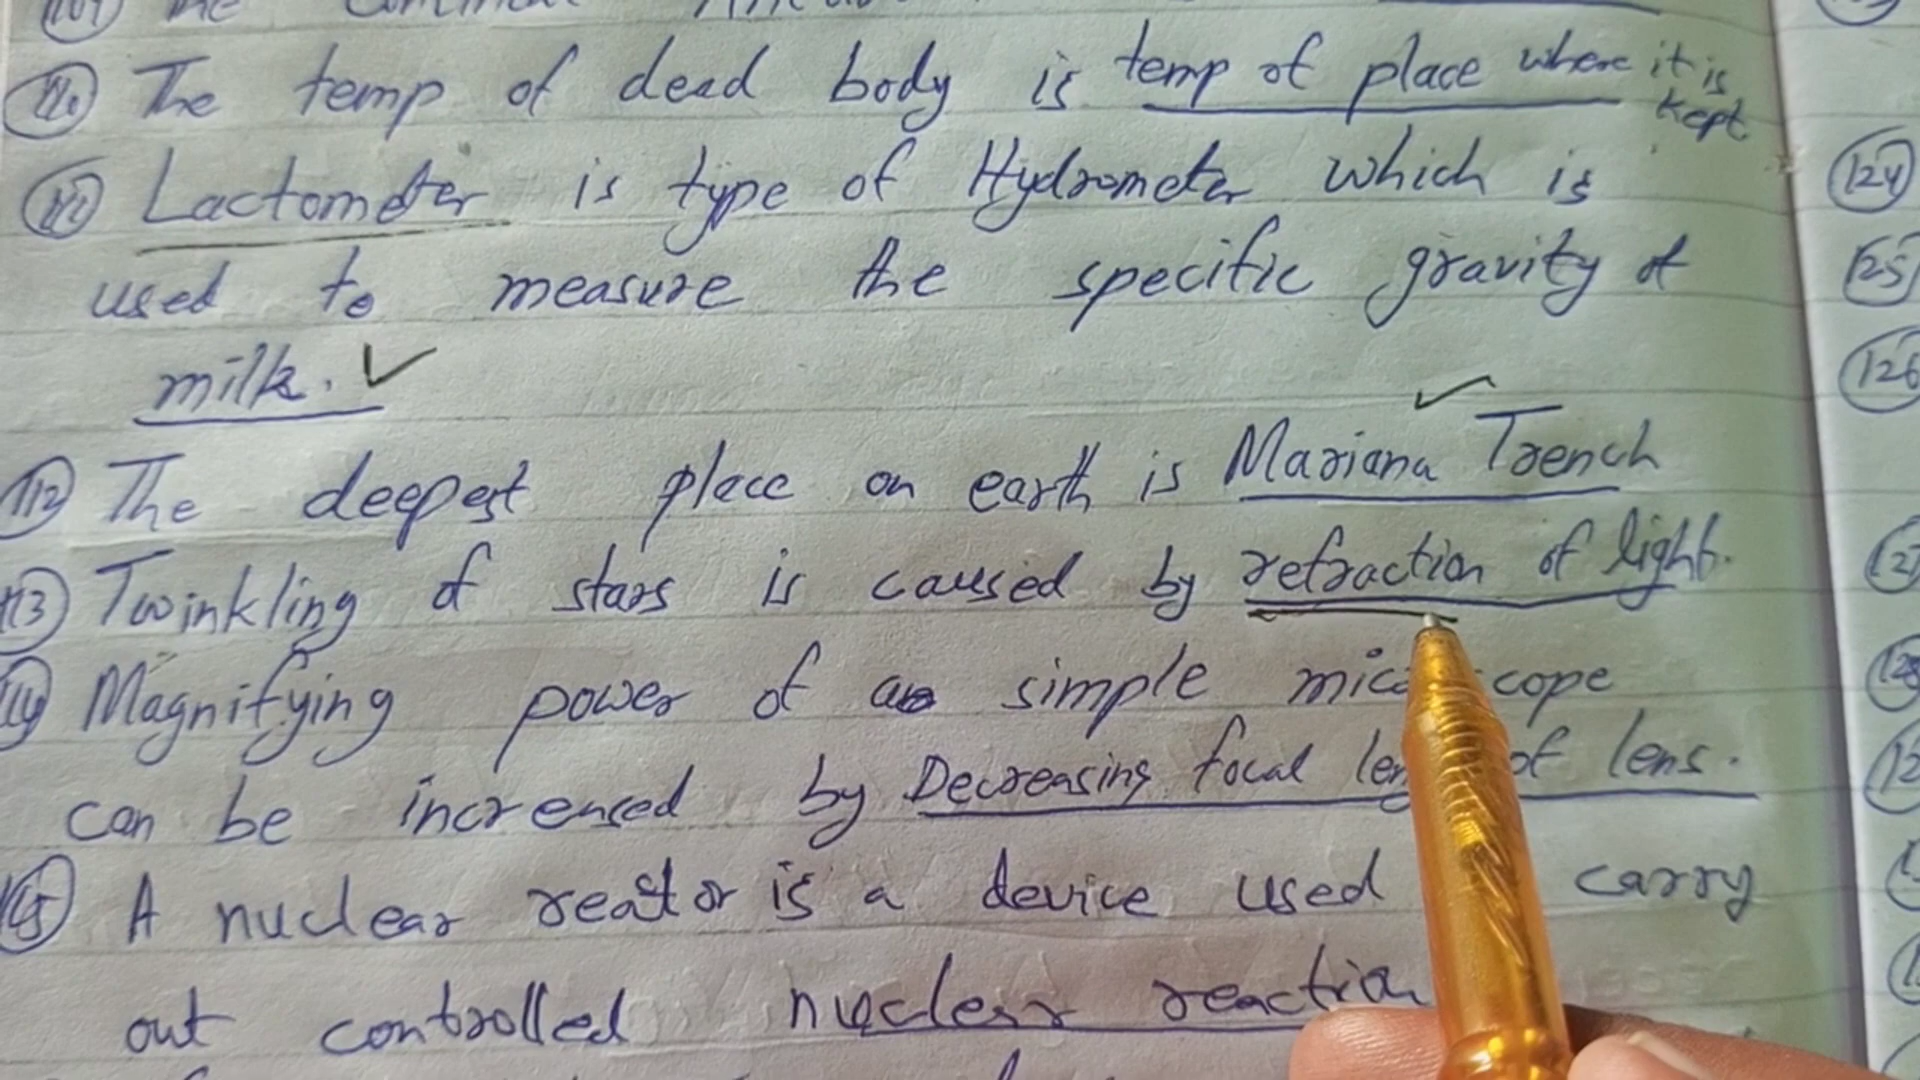 110 The temp of dead body is temp of place where it is
kept
111 Lactometer is type of Hydrometer which is
used to measure the specific gravity of
milk.
112 The deepest place on earth is Mariana Trench
113 Twinkling of stars is caused by refraction of light.
114 Magnifying power of a simple microscope
can be increased by Decreasing focal of lens.
115 A nuclear reactor is a device used carry
out controlled nuclear reaction
124
125
126